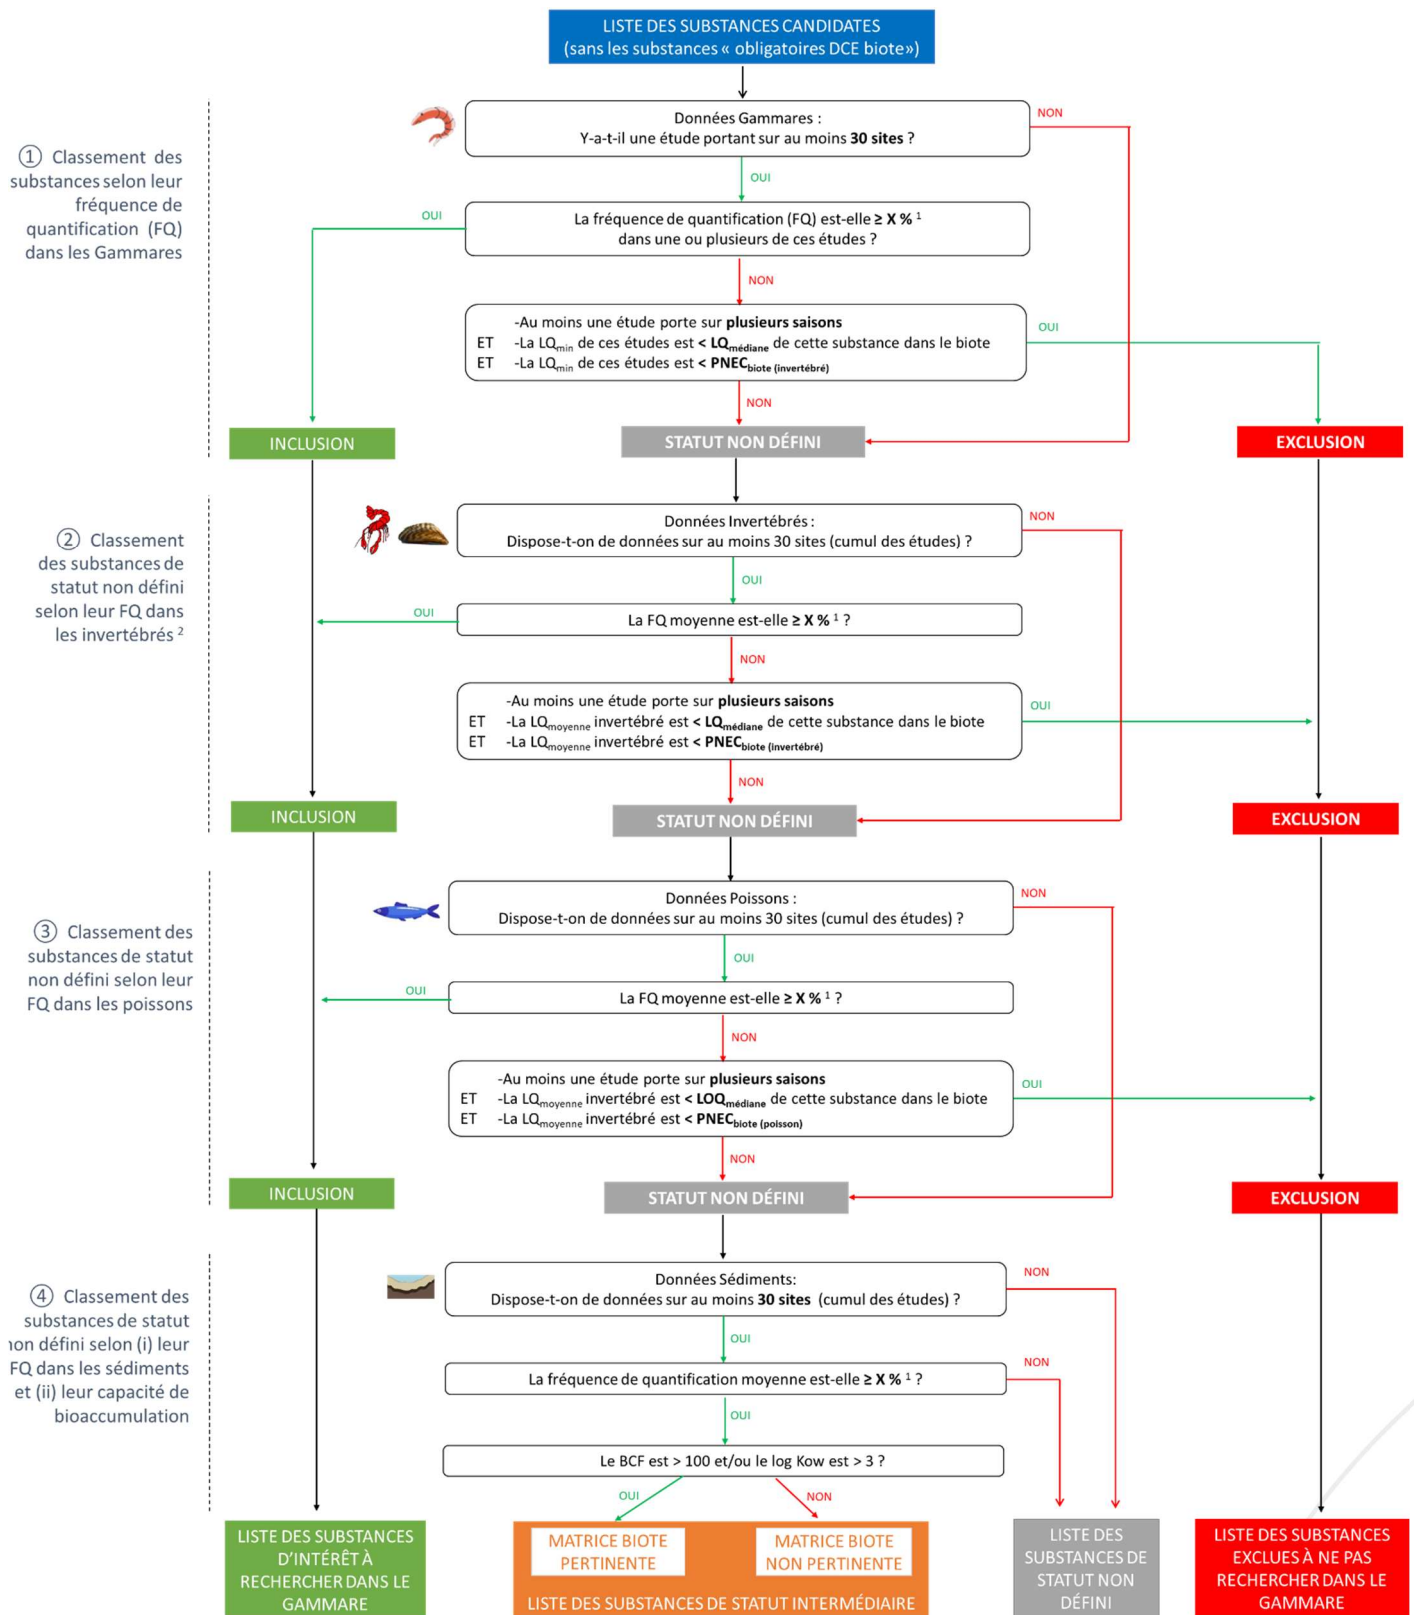 LISTE DES SUBSTANCES CANDIDATES
(sans les substances « obligatoires DCE biote»)
① Classement des
substances selon leur
fréquence de
quantification (FQ)
dans les Gammares
Données Gammares :
Y-a-t-il une étude portant sur au moins 30 sites ?
NON
OUI
OUI
La fréquence de quantification (FQ) est-elle ≥ X % 1
dans une ou plusieurs de ces études ?
NON
-Au moins une étude porte sur plusieurs saisons
ET -La LQmin de ces études est < LQmédiane de cette substance dans le biote
ET -La LQmin de ces études est < PNECbiote (invertébré)
OUI
NON
INCLUSION
STATUT NON DÉFINI
EXCLUSION
② Classement
des substances de
statut non défini
selon leur FQ dans
les invertébrés 2
Données Invertébrés :
Dispose-t-on de données sur au moins 30 sites (cumul des études) ?
NON
OUI
OUI
La FQ moyenne est-elle ≥ X % 1 ?
NON
-Au moins une étude porte sur plusieurs saisons
ET -La LQmoyenne invertébré est < LQmédiane de cette substance dans le biote
ET -La LQmoyenne invertébré est < PNECbiote (invertébré)
OUI
NON
INCLUSION
STATUT NON DÉFINI
EXCLUSION
③ Classement des
substances de statut
non défini selon leur
FQ dans les poissons
Données Poissons :
Dispose-t-on de données sur au moins 30 sites (cumul des études) ?
NON
OUI
OUI
La FQ moyenne est-elle ≥ X % 1 ?
NON
-Au moins une étude porte sur plusieurs saisons
ET -La LQmoyenne invertébré est < LOQmédiane de cette substance dans le biote
ET -La LQmoyenne invertébré est < PNECbiote (poisson)
OUI
NON
INCLUSION
STATUT NON DÉFINI
EXCLUSION
④ Classement des
substances de statut
non défini selon (i) leur
FQ dans les sédiments
et (ii) leur capacité de
bioaccumulation
Données Sédiments:
Dispose-t-on de données sur au moins 30 sites (cumul des études) ?
NON
OUI
La fréquence de quantification moyenne est-elle ≥ X % 1 ?
NON
OUI
Le BCF est > 100 et/ou le log Kow est > 3 ?
OUI
NON
LISTE DES SUBSTANCES
D'INTÉRÊT À
RECHERCHER DANS LE
GAMMARE
MATRICE BIOTE
PERTINENTE
MATRICE BIOTE
NON PERTINENTE
LISTE DES SUBSTANCES DE STATUT INTERMÉDIAIRE
LISTE DES
SUBSTANCES DE
STATUT NON
DÉFINI
LISTE DES SUBSTANCES
EXCLUES À NE PAS
RECHERCHER DANS LE
GAMMARE